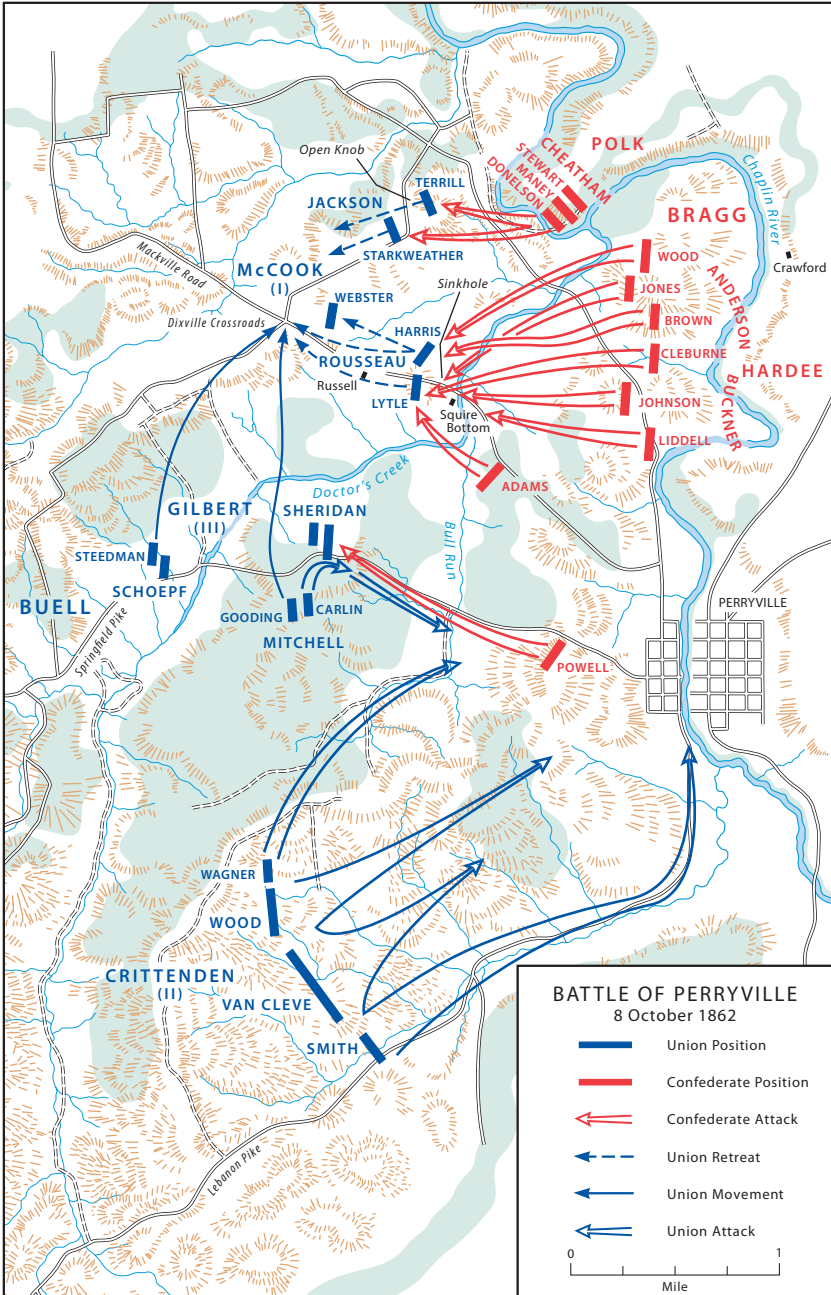 POLK
CHEATHAM
STEWART
MANEY
DONELSON
Chaplin River
Open Knob
TERRILL
JACKSON
BRAGG
STARKWEATHER
WOOD
Mackville Road
McCOOK
(I)
Crawford
JONES
ANDERSON
Sinkhole
WEBSTER
BROWN
Dixville Crossroads
HARRIS
CLEBURNE
ROUSSEAU
HARDEE
Russell
BUCKNER
LYTLE
JOHNSON
Squire
Bottom
LIDDELL
Doctor's Creek
ADAMS
GILBERT
(III)
SHERIDAN
Bull Run
STEEDMAN
SCHOEPF
BUELL
CARLIN
GOODING
PERRYVILLE
Springfield Pike
MITCHELL
POWELL
WAGNER
WOOD
CRITTENDEN
(II)
VAN CLEVE
SMITH
Lebanon Pike
BATTLE OF PERRYVILLE
8 October 1862
Union Position
Confederate Position
Confederate Attack
Union Retreat
Union Movement
Union Attack
0 1
Mile